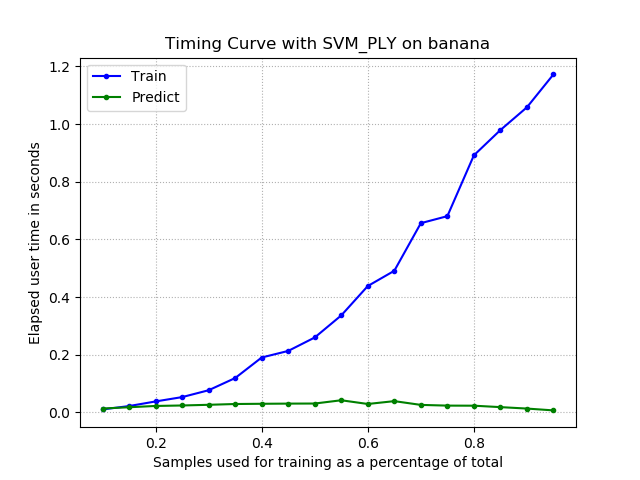 Timing Curve with SVM_PLY on banana
Train
Predict
1.2
1.0
0.8
0.6
0.4
0.2
0.0
Elapsed user time in seconds
0.2 0.4 0.6 0.8
Samples used for training as a percentage of total